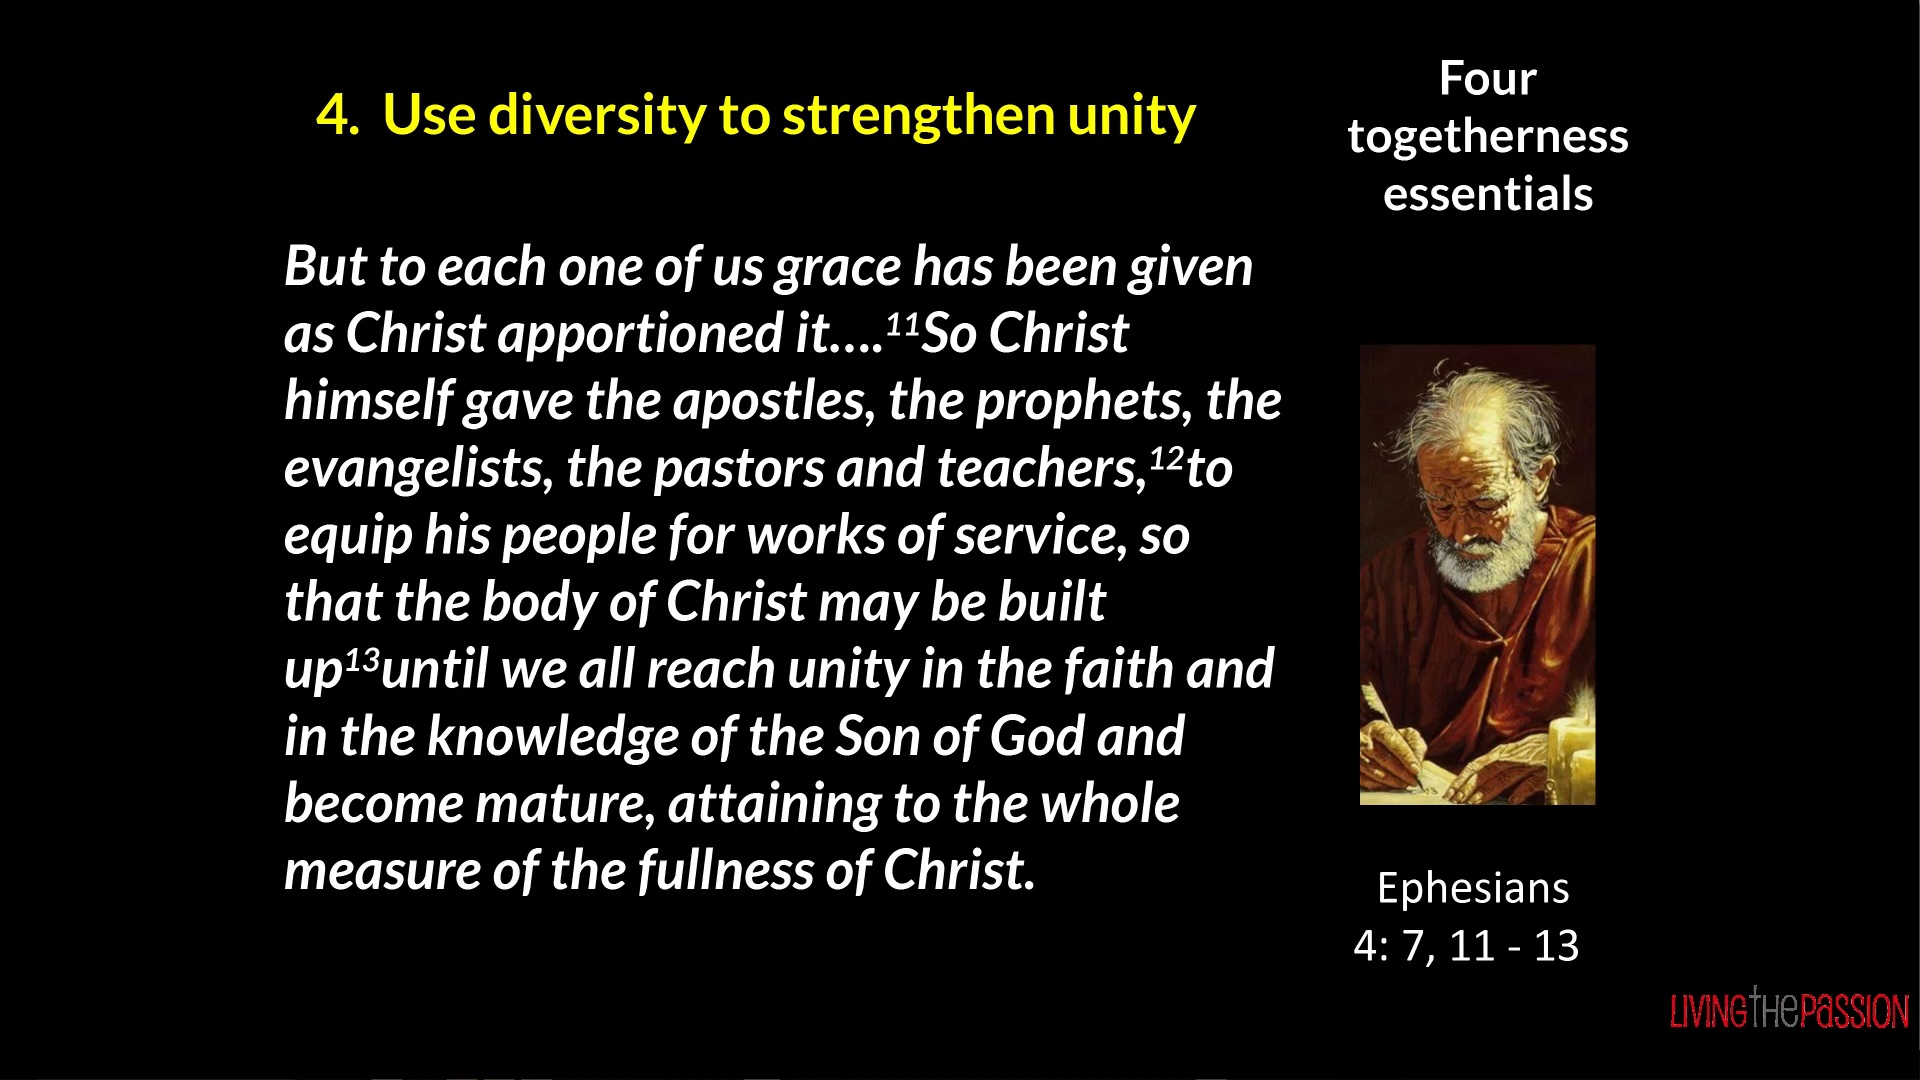 4. Use diversity to strengthen unity
Four
togetherness
essentials
But to each one of us grace has been given
as Christ apportioned it....¹¹So Christ
himself gave the apostles, the prophets, the
evangelists, the pastors and teachers,¹²to
equip his people for works of service, so
that the body of Christ may be built
up¹³until we all reach unity in the faith and
in the knowledge of the Son of God and
become mature, attaining to the whole
measure of the fullness of Christ.
Ephesians
4: 7, 11 - 13
LIVINGTHEPASSION